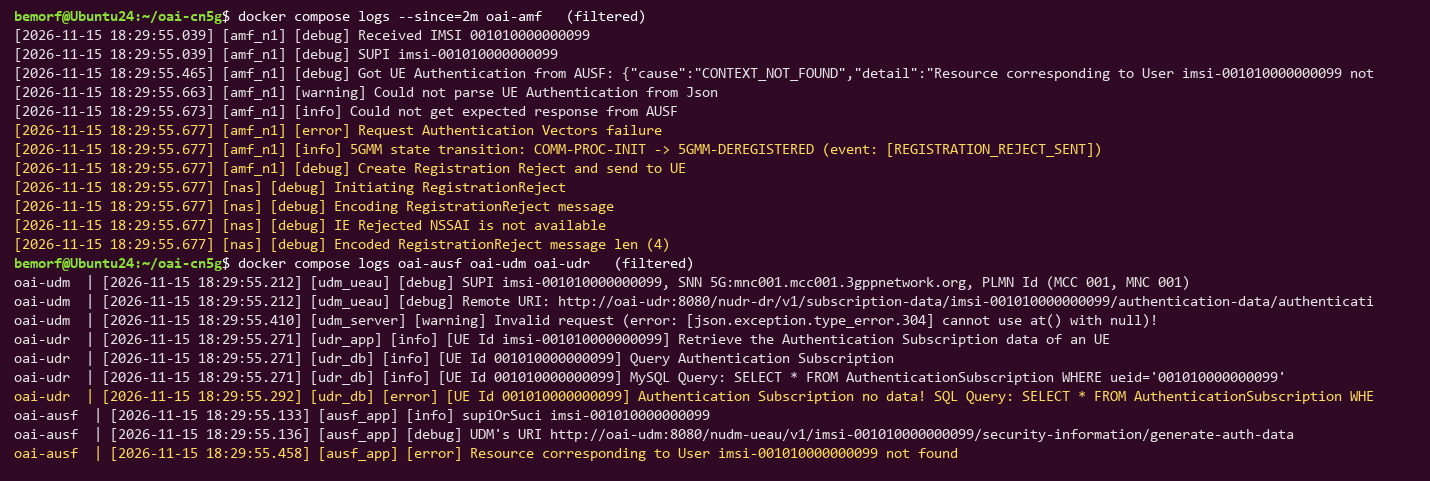 bemorf@Ubuntu24:~/oai-cn5g$ docker compose logs --since=2m oai-amf   (filtered)
[2026-11-15 18:29:55.039] [amf_n1] [debug] Received IMSI 001010000000099
[2026-11-15 18:29:55.039] [amf_n1] [debug] SUPI imsi-001010000000099
[2026-11-15 18:29:55.465] [amf_n1] [debug] Got UE Authentication from AUSF: {"cause":"CONTEXT_NOT_FOUND","detail":"Resource corresponding to User imsi-001010000000099 not
[2026-11-15 18:29:55.663] [amf_n1] [warning] Could not parse UE Authentication from Json
[2026-11-15 18:29:55.673] [amf_n1] [info] Could not get expected response from AUSF
[2026-11-15 18:29:55.677] [amf_n1] [error] Request Authentication Vectors failure
[2026-11-15 18:29:55.677] [amf_n1] [info] 5GMM state transition: COMM-PROC-INIT -> 5GMM-DEREGISTERED (event: [REGISTRATION_REJECT_SENT])
[2026-11-15 18:29:55.677] [amf_n1] [debug] Create Registration Reject and send to UE
[2026-11-15 18:29:55.677] [nas] [debug] Initiating RegistrationReject
[2026-11-15 18:29:55.677] [nas] [debug] Encoding RegistrationReject message
[2026-11-15 18:29:55.677] [nas] [debug] IE Rejected NSSAI is not available
[2026-11-15 18:29:55.677] [nas] [debug] Encoded RegistrationReject message len (4)
bemorf@Ubuntu24:~/oai-cn5g$ docker compose logs oai-ausf oai-udm oai-udr   (filtered)
oai-udm  | [2026-11-15 18:29:55.212] [udm_ueau] [debug] SUPI imsi-001010000000099, SNN 5G:mnc001.mcc001.3gppnetwork.org, PLMN Id (MCC 001, MNC 001)
oai-udm  | [2026-11-15 18:29:55.212] [udm_ueau] [debug] Remote URI: http://oai-udr:8080/nudr-dr/v1/subscription-data/imsi-001010000000099/authentication-data/authenticati
oai-udm  | [2026-11-15 18:29:55.410] [udm_server] [warning] Invalid request (error: [json.exception.type_error.304] cannot use at() with null)!
oai-udr  | [2026-11-15 18:29:55.271] [udr_app] [info] [UE Id imsi-001010000000099] Retrieve the Authentication Subscription data of an UE
oai-udr  | [2026-11-15 18:29:55.271] [udr_db] [info] [UE Id 001010000000099] Query Authentication Subscription
oai-udr  | [2026-11-15 18:29:55.271] [udr_db] [info] [UE Id 001010000000099] MySQL Query: SELECT * FROM AuthenticationSubscription WHERE ueid='001010000000099'
oai-udr  | [2026-11-15 18:29:55.292] [udr_db] [error] [UE Id 001010000000099] Authentication Subscription no data! SQL Query: SELECT * FROM AuthenticationSubscription WHE
oai-ausf  | [2026-11-15 18:29:55.133] [ausf_app] [info] supiOrSuci imsi-001010000000099
oai-ausf  | [2026-11-15 18:29:55.136] [ausf_app] [debug] UDM's URI http://oai-udm:8080/nudm-ueau/v1/imsi-001010000000099/security-information/generate-auth-data
oai-ausf  | [2026-11-15 18:29:55.458] [ausf_app] [error] Resource corresponding to User imsi-001010000000099 not found